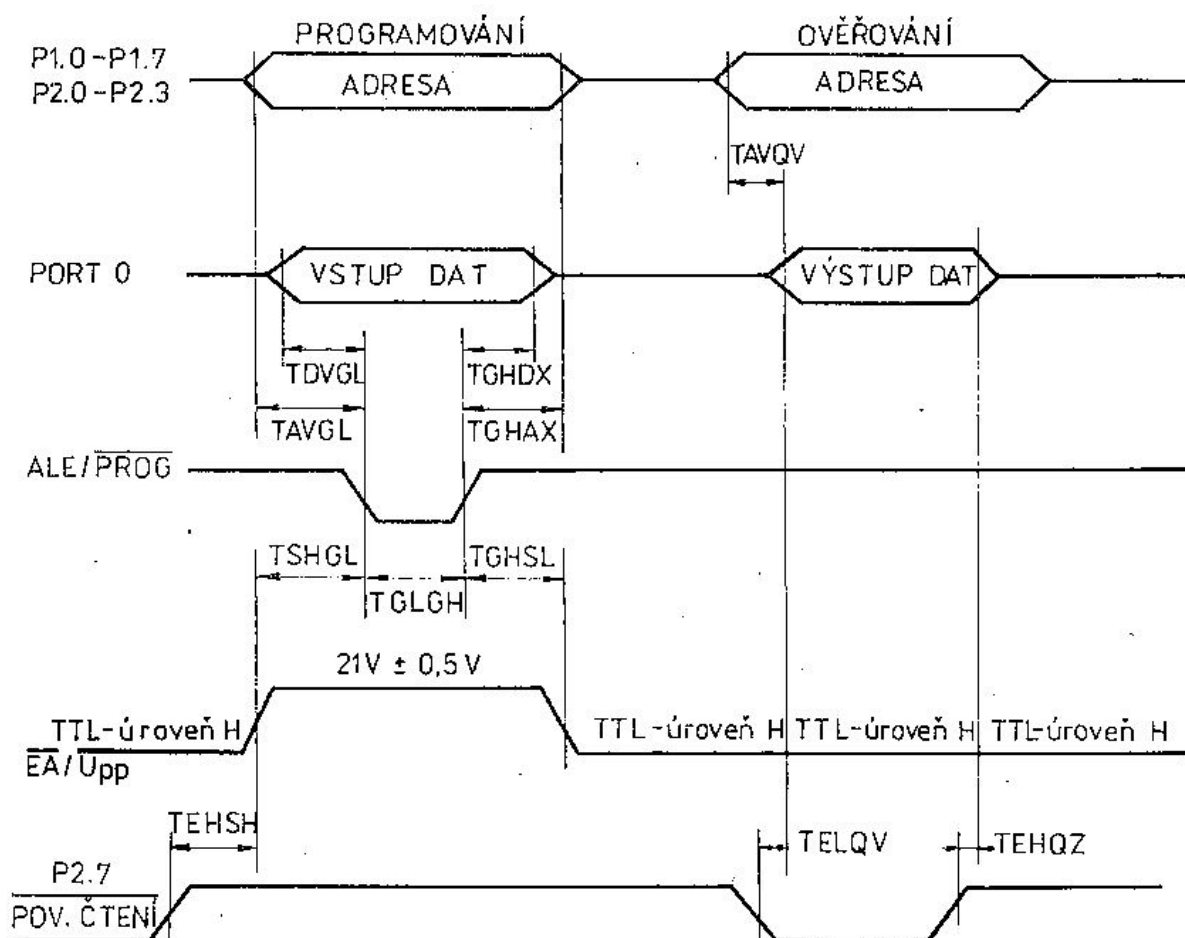 PROGRAMOVÁNÍ
OVĚŘOVÁNÍ
P1.0-P1.7
P2.0-P2.3
ADRESA
ADRESA
TAVQV
PORT 0
VSTUP DAT
VÝSTUP DAT
TDVGL
TGHDX
TAVGL
TGHAX
ALE/PROG
TSHGL
TGHSL
TGLGH
21V ± 0,5 V
TTL-úroveň H
TTL-úroveň H
TTL-úroveň H
TTL-úroveň H
EA/Upp
TEHSH
TELQV
TEHQZ
P2.7
POV. ČTENÍ